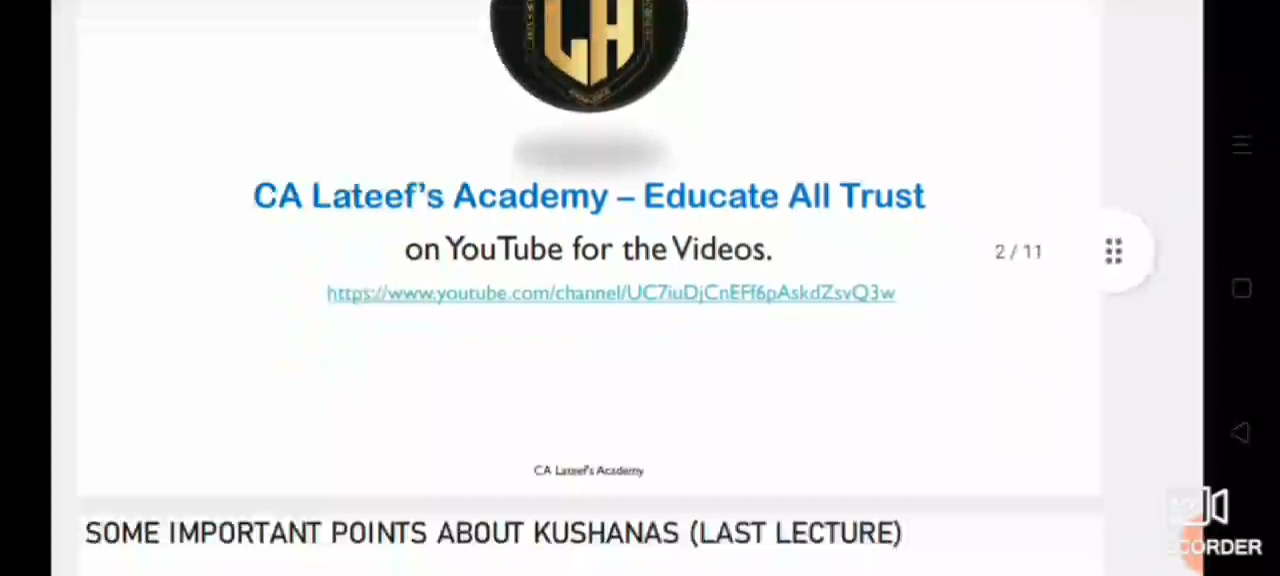 CA Lateef's Academy – Educate All Trust
on YouTube for the Videos.
2 / 11
https://www.youtube.com/channel/UC7iuDjCnEFf6pAskdZsvQ3w
CA Lateef's Academy
SOME IMPORTANT POINTS ABOUT KUSHANAS (LAST LECTURE)